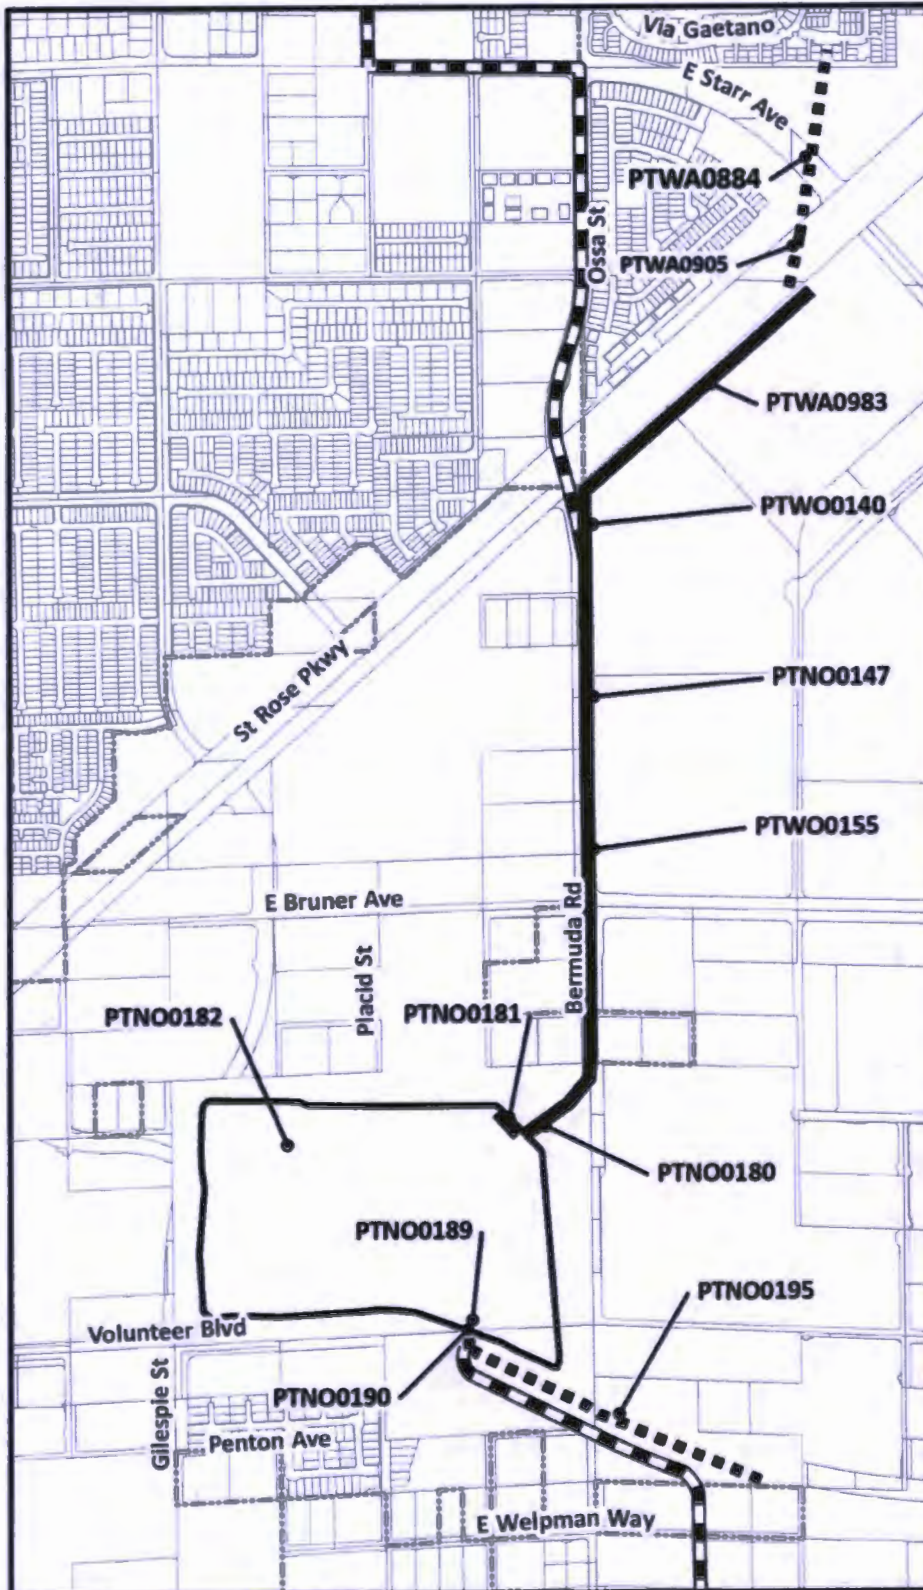 Via Gaetano
E Starr Ave
PTWA0884
Ossa St
PTWA0905
PTWA0983
PTWO0140
St Rose Pkwy
PTNO0147
PTWO0155
E Bruner Ave
Bermuda Rd
Placid St
PTNO0182
PTNO0181
PTNO0180
PTNO0189
PTNO0195
Volunteer Blvd
Gilespie St
PTNO0190
Penton Ave
E Welpman Way